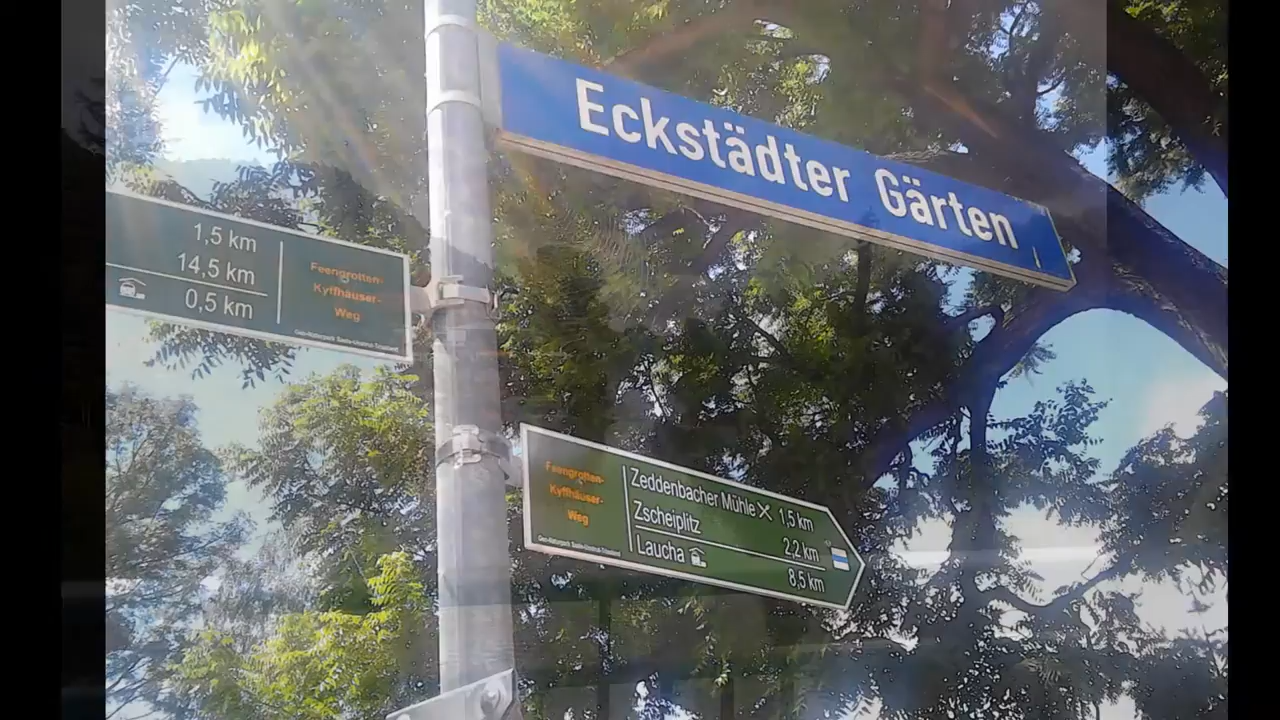 Eckstädter Gärten
1,5 km
14,5 km
0,5 km
Feengrotten-
Kyffhäuser-
Weg
Feengrotten-
Kyffhäuser-
Weg
Zeddenbacher Mühle 1,5 km
Zscheiplitz 2,2 km
Laucha 8,5 km